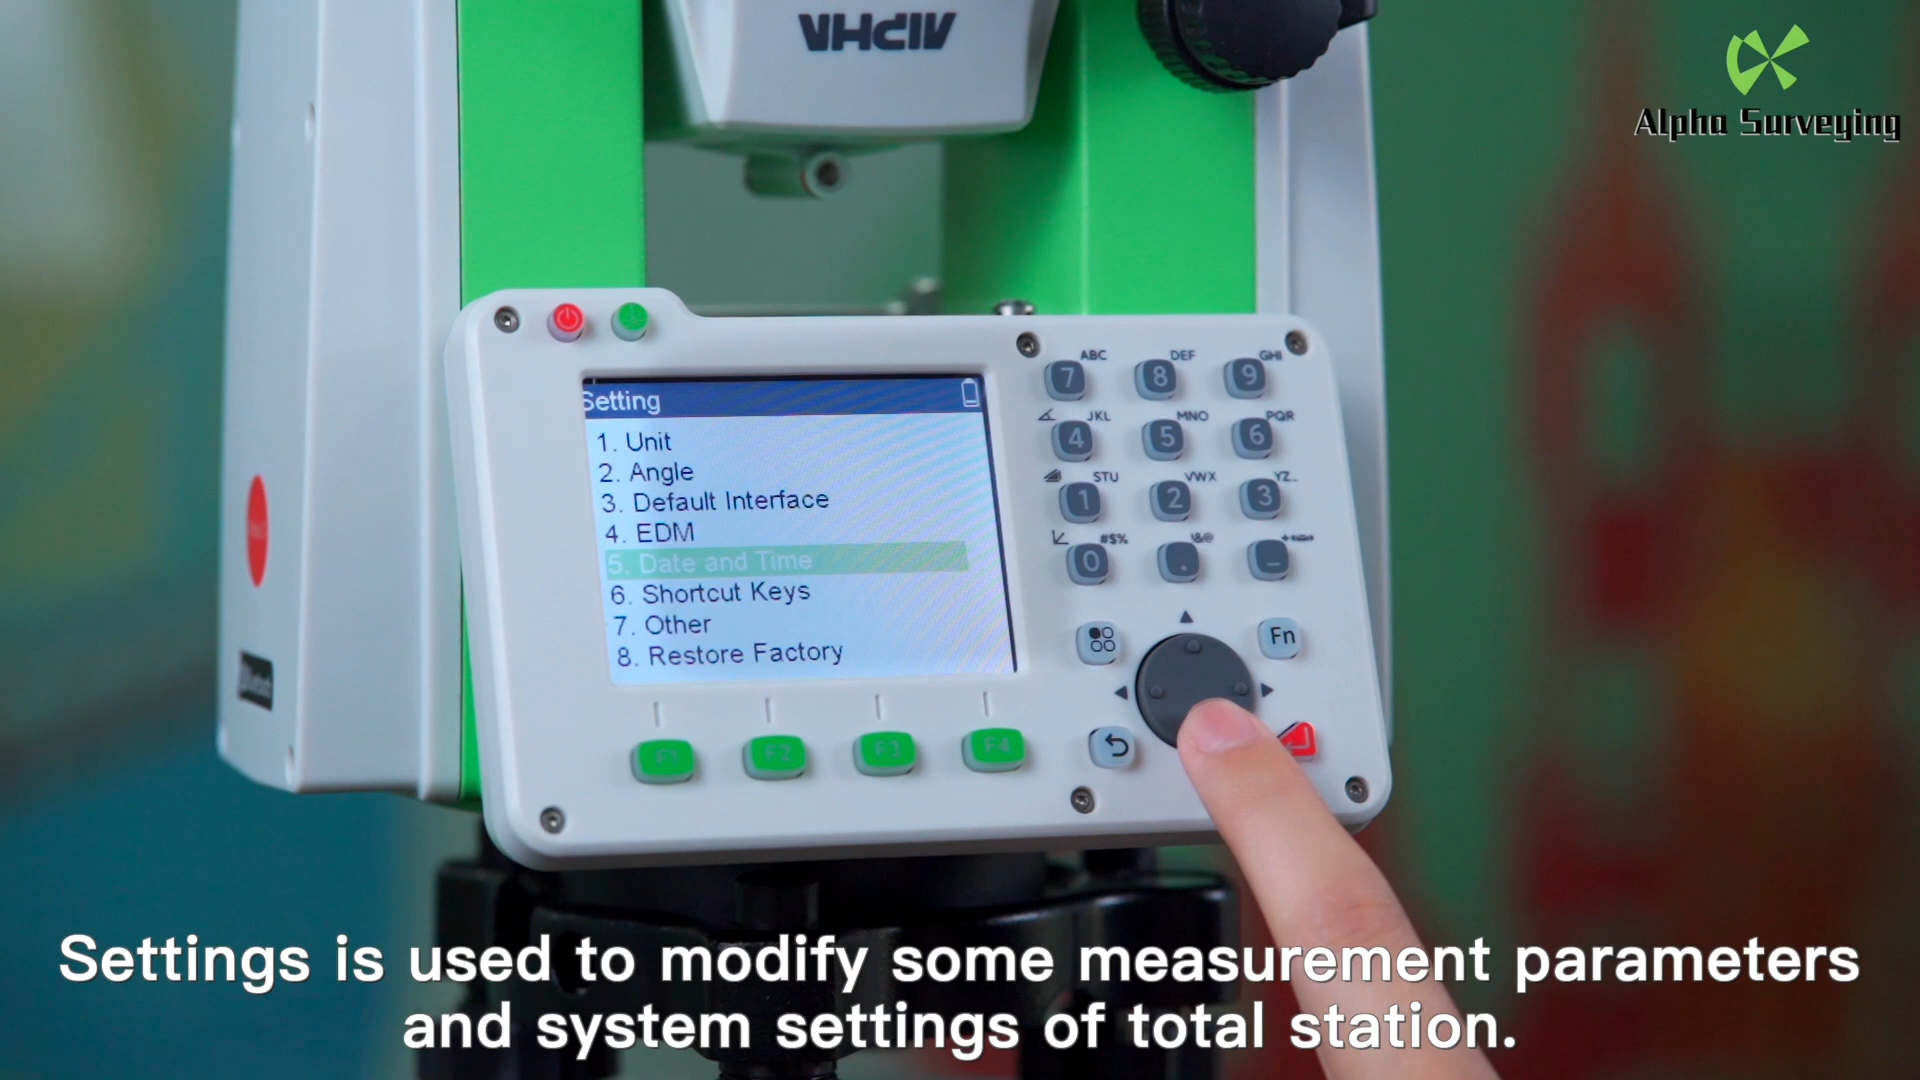 ALPHA
Alpha Surveying
Setting
1. Unit
2. Angle
3. Default Interface
4. EDM
5. Date and Time
6. Shortcut Keys
7. Other
8. Restore Factory
ABC DEF GHI
7 8 9
JKL MNO PQR
4 5 6
STU VWX YZ_
1 2 3
#$% !&@
0 . _
Fn
F1 F2 F3 F4
Settings is used to modify some measurement parameters
and system settings of total station.